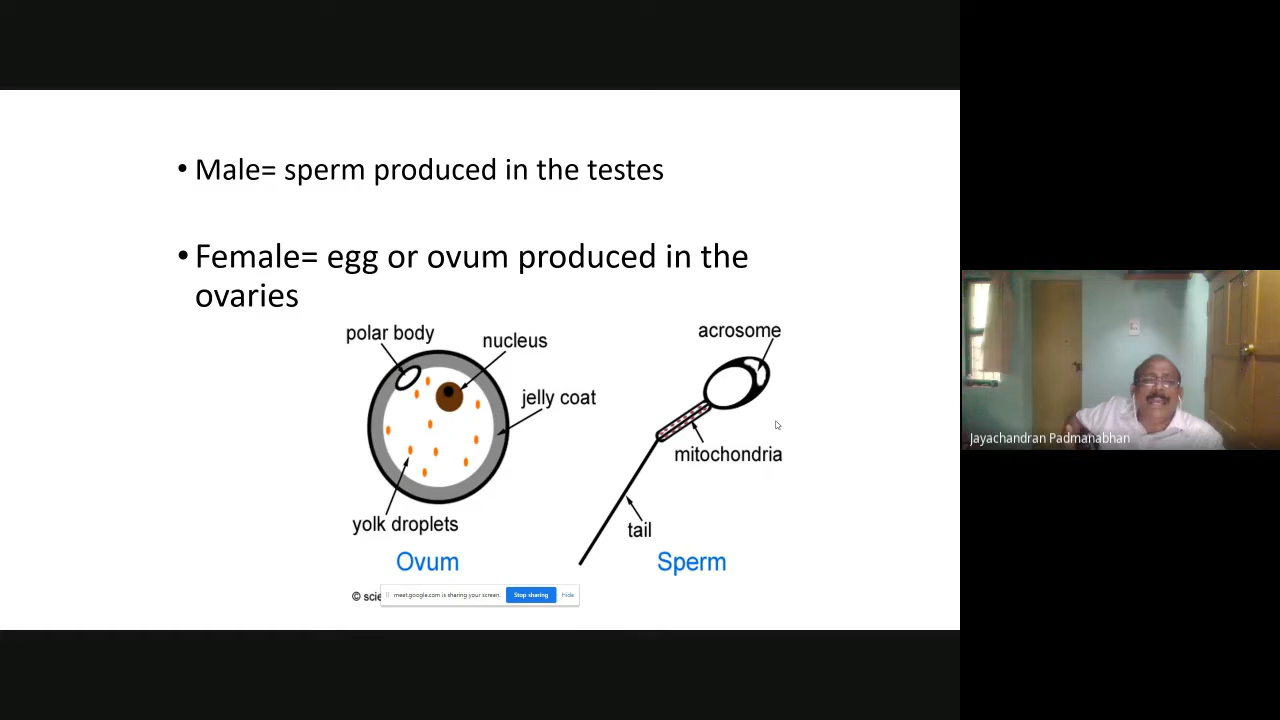 • Male= sperm produced in the testes
• Female= egg or ovum produced in the
ovaries
polar body
nucleus
jelly coat
yolk droplets
Ovum
acrosome
mitochondria
tail
Sperm
©
meet.google.com is sharing your screen.
Stop sharing
Hide
Jayachandran Padmanabhan